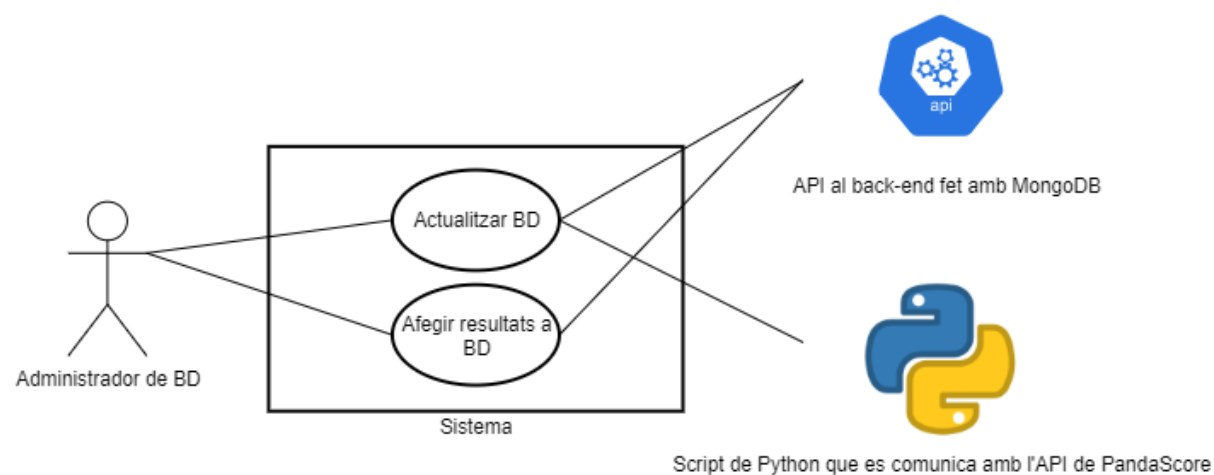 api
API al back-end fet amb MongoDB
Actualitzar BD
Afegir resultats a
BD
Administrador de BD
Sistema
Script de Python que es comunica amb l'API de PandaScore